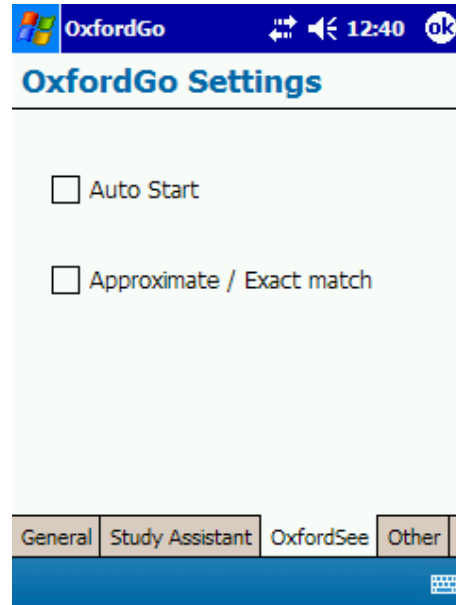 OxfordGo 12:40 ok
OxfordGo Settings
Auto Start
Approximate / Exact match
General Study Assistant OxfordSee Other